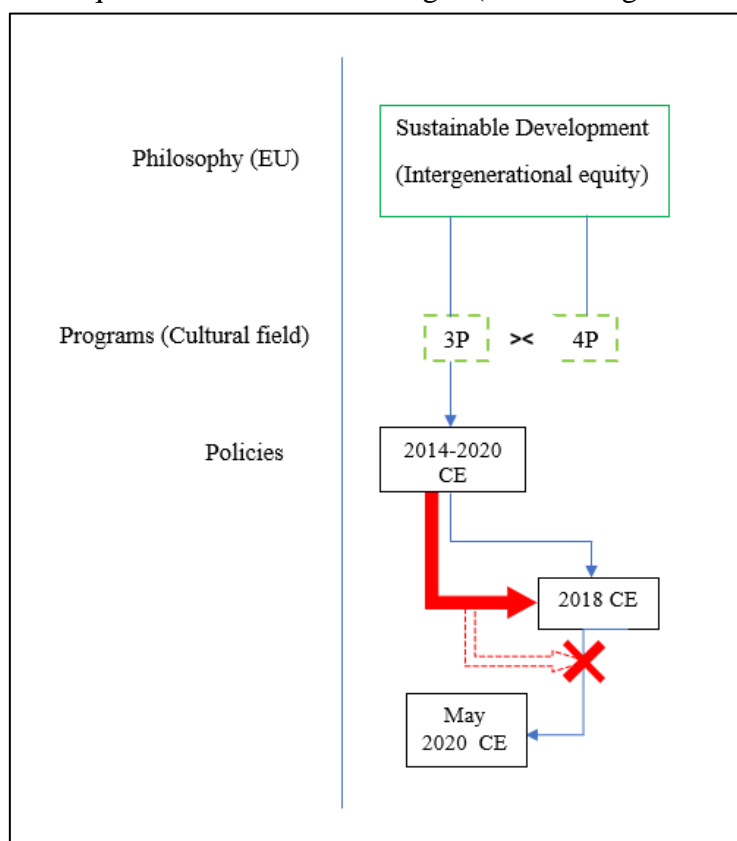 Sustainable Development
Philosophy (EU)
(Intergenerational equity)
Programs (Cultural field)
3P >< 4P
Policies
2014-2020
CE
2018 CE
May
2020 CE